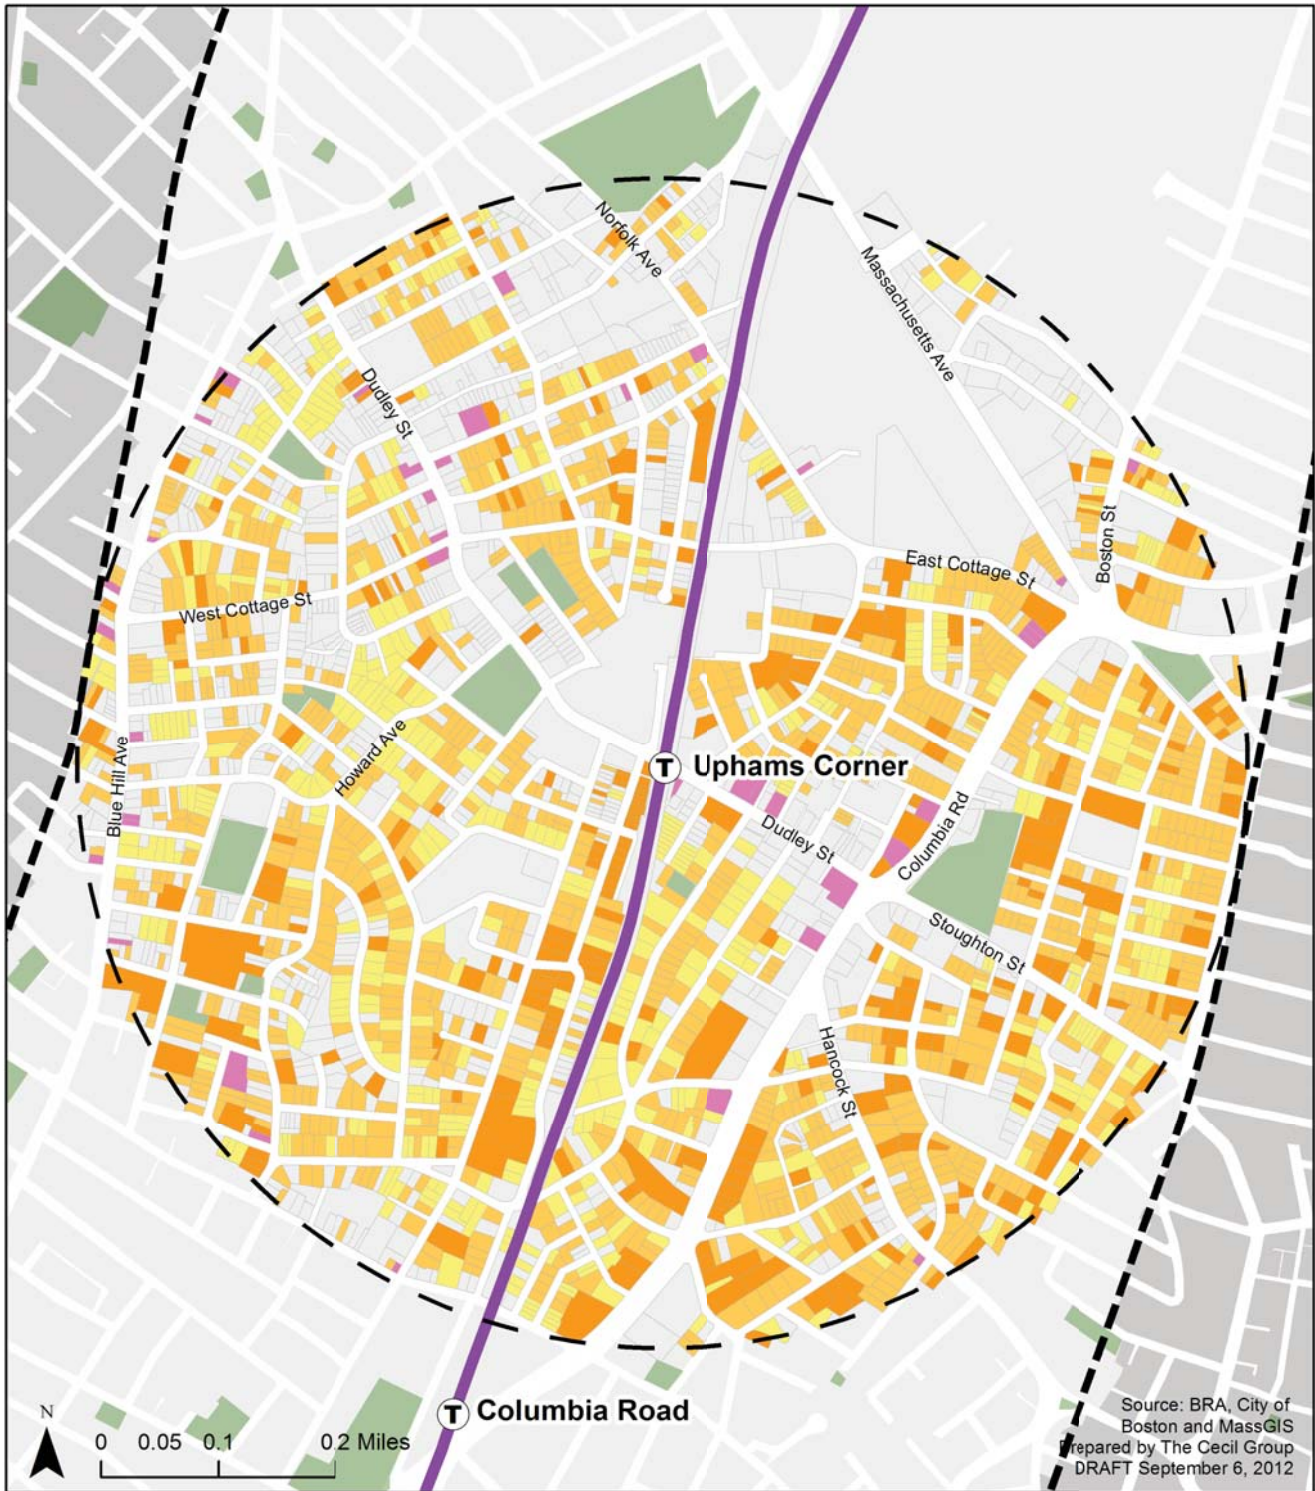 Norfolk Ave
Massachusetts Ave
Dudley St
Boston St
East Cottage St
West Cottage St
Howard Ave
Blue Hill Ave
T Uphams Corner
Columbia Rd
Dudley St
Stoughton St
Hancock St
T Columbia Road
N
0 0.05 0.1 0.2 Miles
Source: BRA, City of
Boston and MassGIS
Prepared by The Cecil Group
DRAFT September 6, 2012